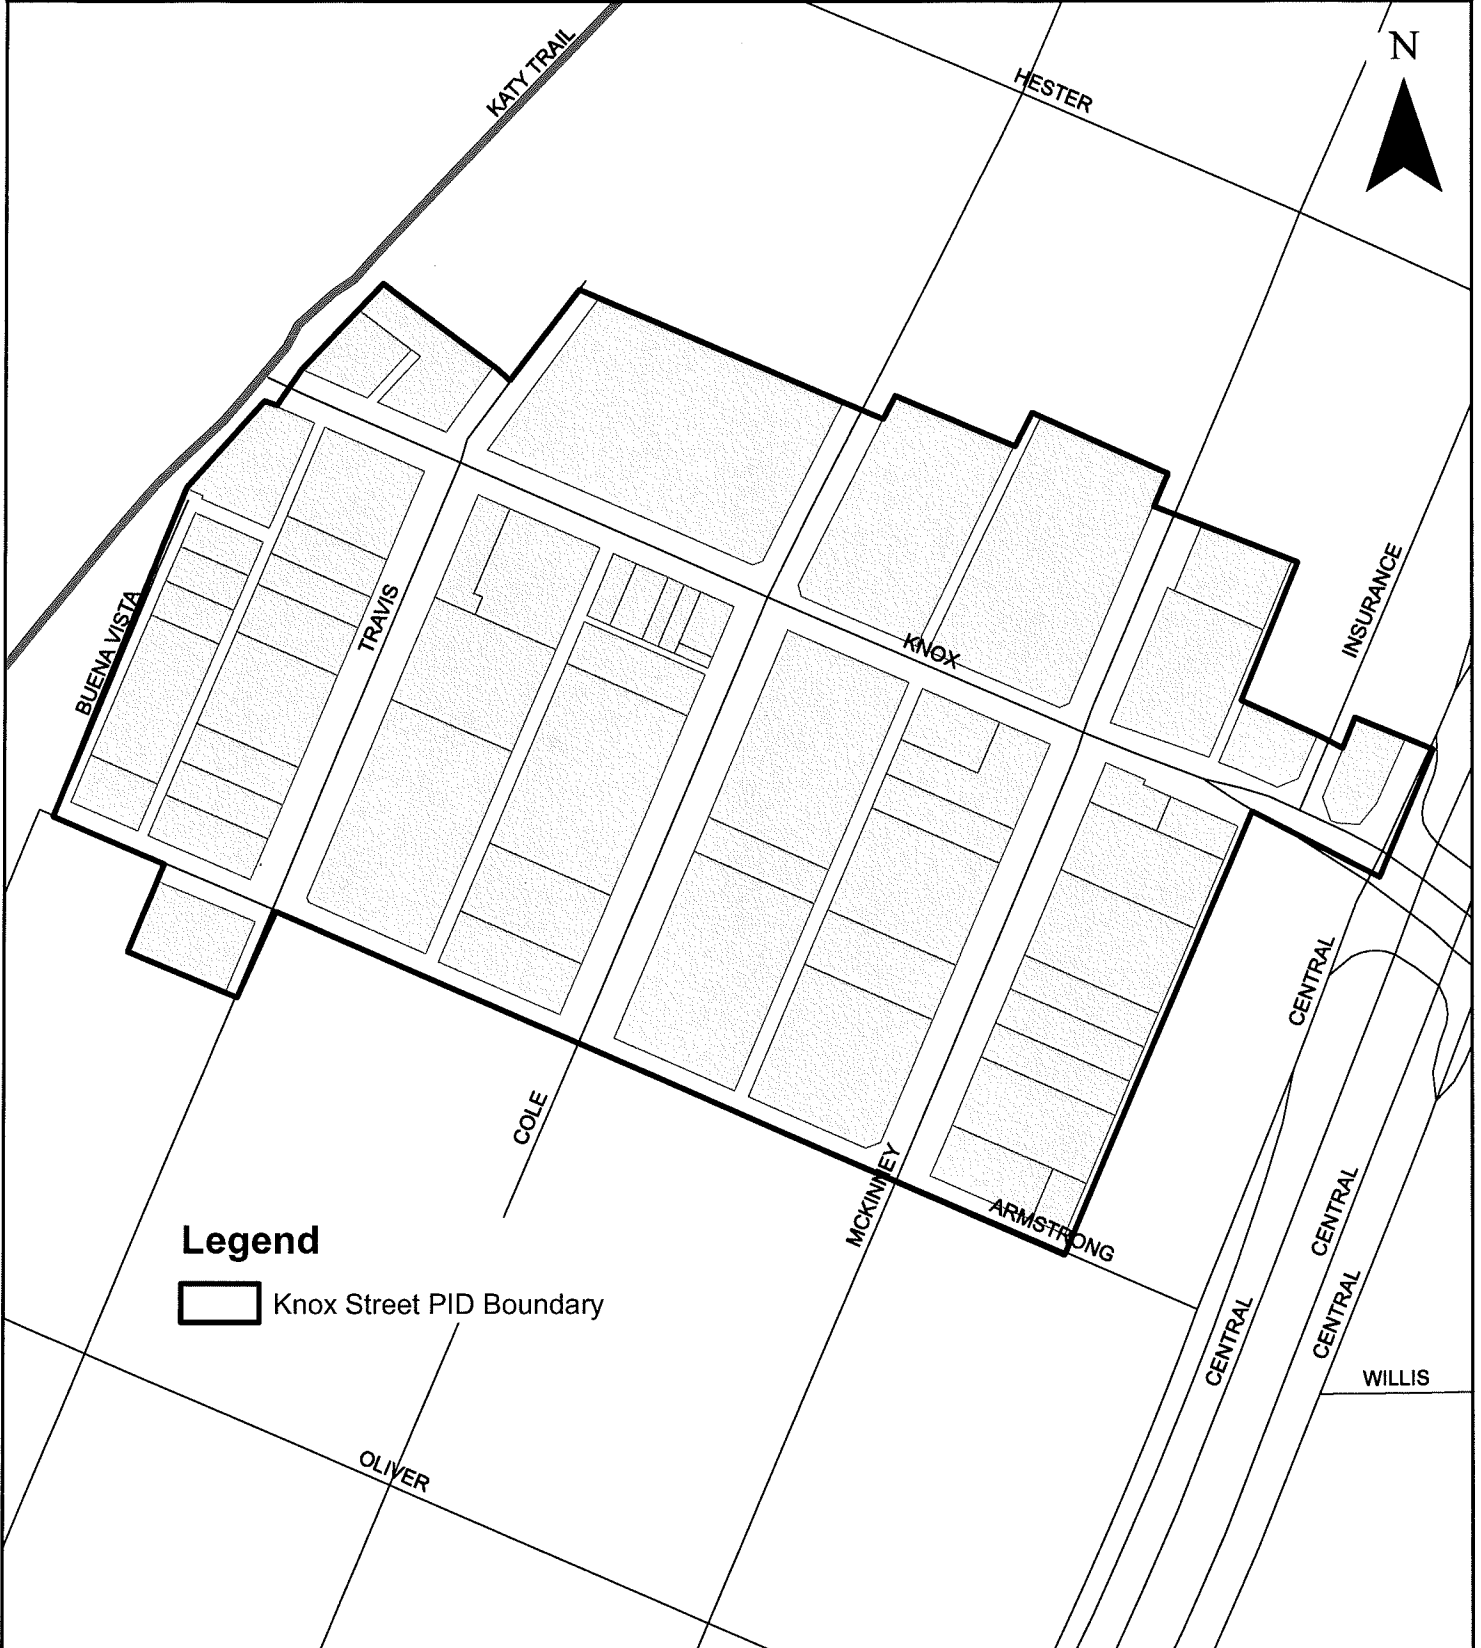 KATY TRAIL
HESTER
N
INSURANCE
BUENA VISTA
TRAVIS
KNOX
CENTRAL
COLE
MCKINNEY
ARMSTRONG
CENTRAL
Legend
Knox Street PID Boundary
CENTRAL
CENTRAL
WILLIS
OLIVER